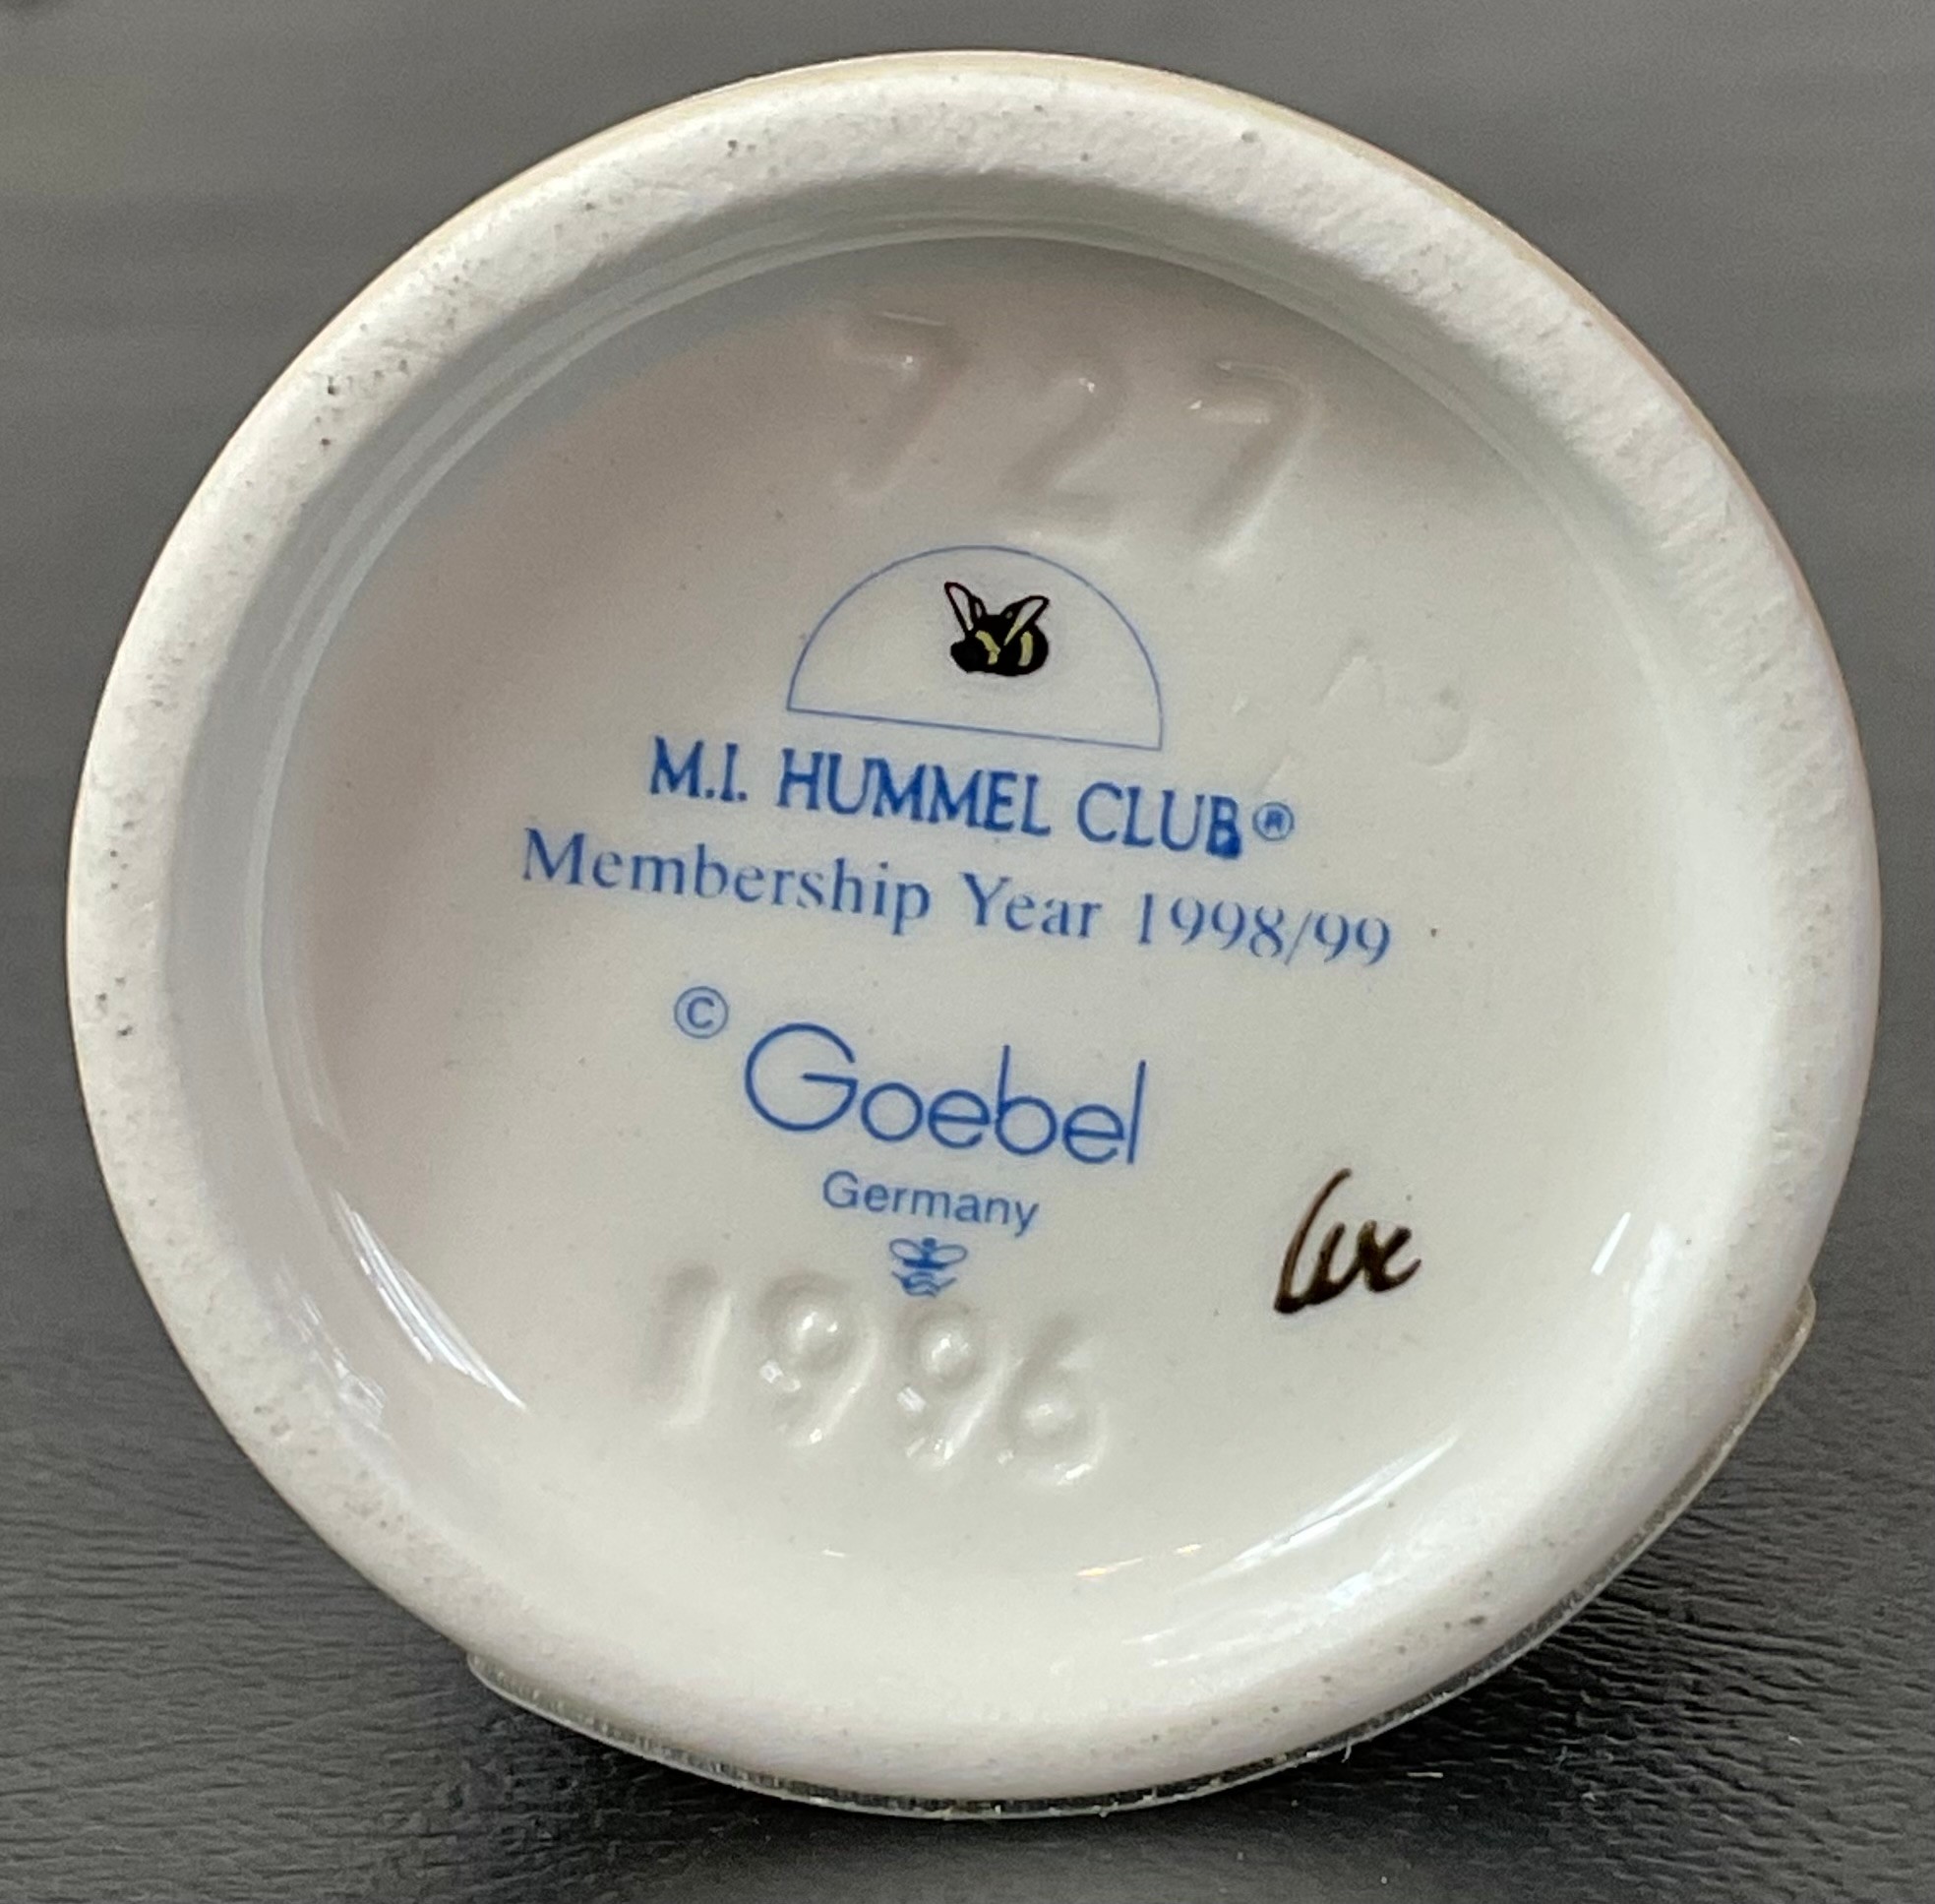 727
M.I. HUMMEL CLUB®
Membership Year 1998/99
© Goebel
Germany
1996